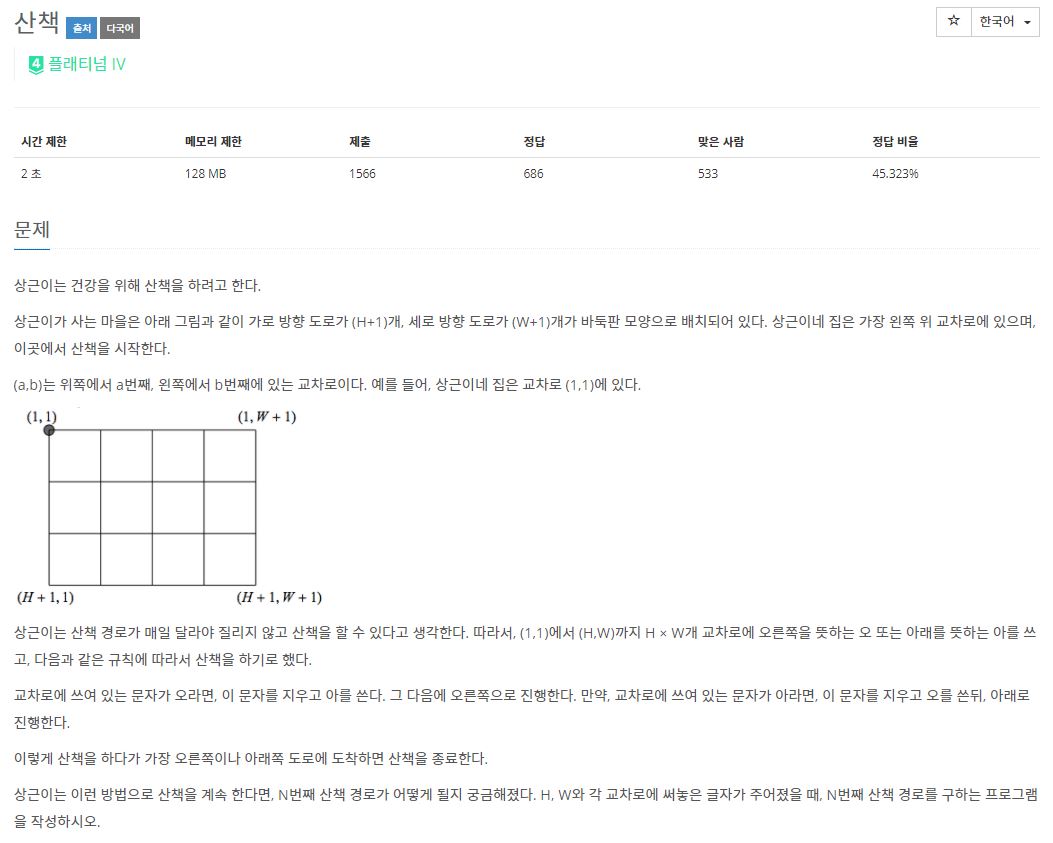 산책 출처 다국어
☆ 한국어
4 플래티넘 IV
시간 제한 메모리 제한 제출 정답 맞은 사람 정답 비율
2 초 128 MB 1566 686 533 45.323%
문제
상근이는 건강을 위해 산책을 하려고 한다.
상근이가 사는 마을은 아래 그림과 같이 가로 방향 도로가 (H+1)개, 세로 방향 도로가 (W+1)개가 바둑판 모양으로 배치되어 있다. 상근이네 집은 가장 왼쪽 위 교차로에 있으며,
이곳에서 산책을 시작한다.
(a,b)는 위쪽에서 a번째, 왼쪽에서 b번째에 있는 교차로이다. 예를 들어, 상근이네 집은 교차로 (1,1)에 있다.
(1, 1) (1, W + 1)
(H + 1, 1) (H + 1, W + 1)
상근이는 산책 경로가 매일 달라야 질리지 않고 산책을 할 수 있다고 생각한다. 따라서, (1,1)에서 (H,W)까지 H × W개 교차로에 오른쪽을 뜻하는 오 또는 아래를 뜻하는 아를 쓰
고, 다음과 같은 규칙에 따라서 산책을 하기로 했다.
교차로에 쓰여 있는 문자가 오라면, 이 문자를 지우고 아를 쓴다. 그 다음에 오른쪽으로 진행한다. 만약, 교차로에 쓰여 있는 문자가 아라면, 이 문자를 지우고 오를 쓴뒤, 아래로
진행한다.
이렇게 산책을 하다가 가장 오른쪽이나 아래쪽 도로에 도착하면 산책을 종료한다.
상근이는 이런 방법으로 산책을 계속 한다면, N번째 산책 경로가 어떻게 될지 궁금해졌다. H, W와 각 교차로에 써놓은 글자가 주어졌을 때, N번째 산책 경로를 구하는 프로그램
을 작성하시오.